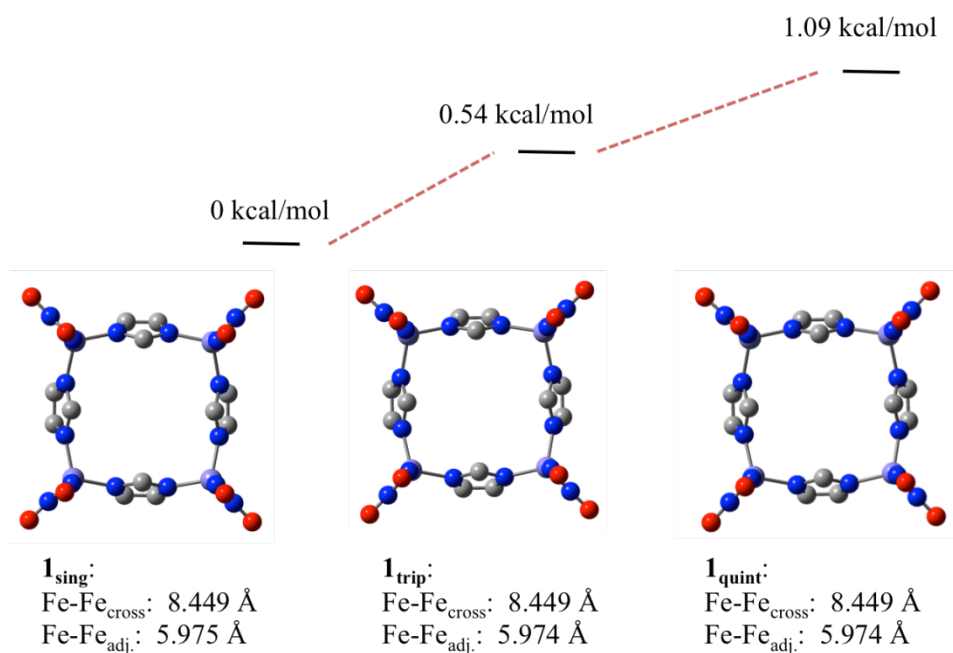 1.09 kcal/mol
0.54 kcal/mol
0 kcal/mol
1sing:
Fe-Fecross: 8.449 Å
Fe-Feadj.: 5.975 Å
1trip:
Fe-Fecross: 8.449 Å
Fe-Feadj.: 5.974 Å
1quint:
Fe-Fecross: 8.449 Å
Fe-Feadj.: 5.974 Å